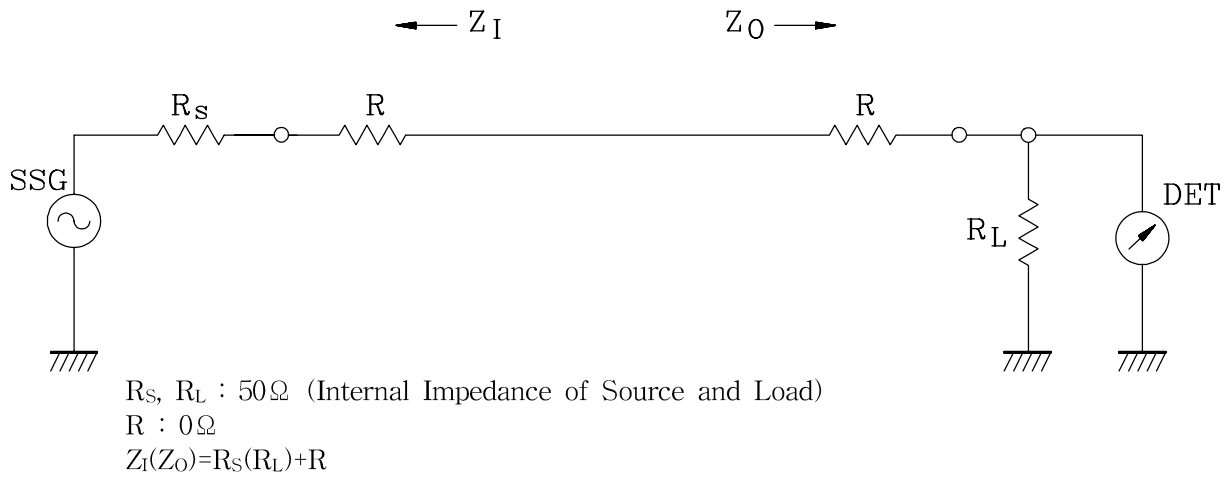 Z_I Z_O
R_S R R
SSG
DET
R_L
R_S, R_L : 50Ω (Internal Impedance of Source and Load)
R : 0Ω
Z_I(Z_O)=R_S(R_L)+R